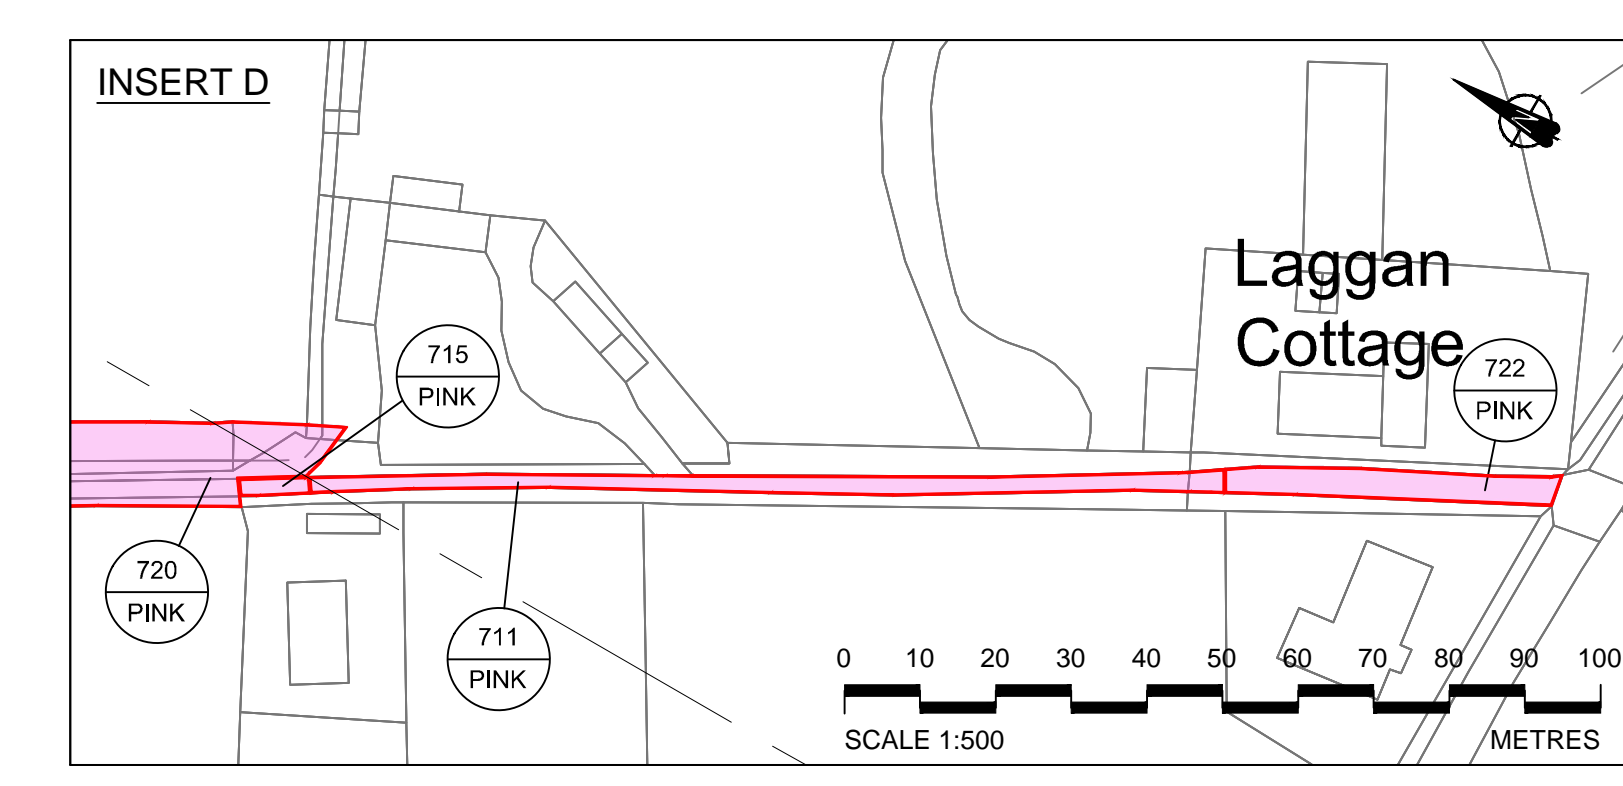 INSERT D
N
Laggan
Cottage
715
PINK
722
PINK
720
PINK
711
PINK
0 10 20 30 40 50 60 70 80 90 100
SCALE 1:500 METRES